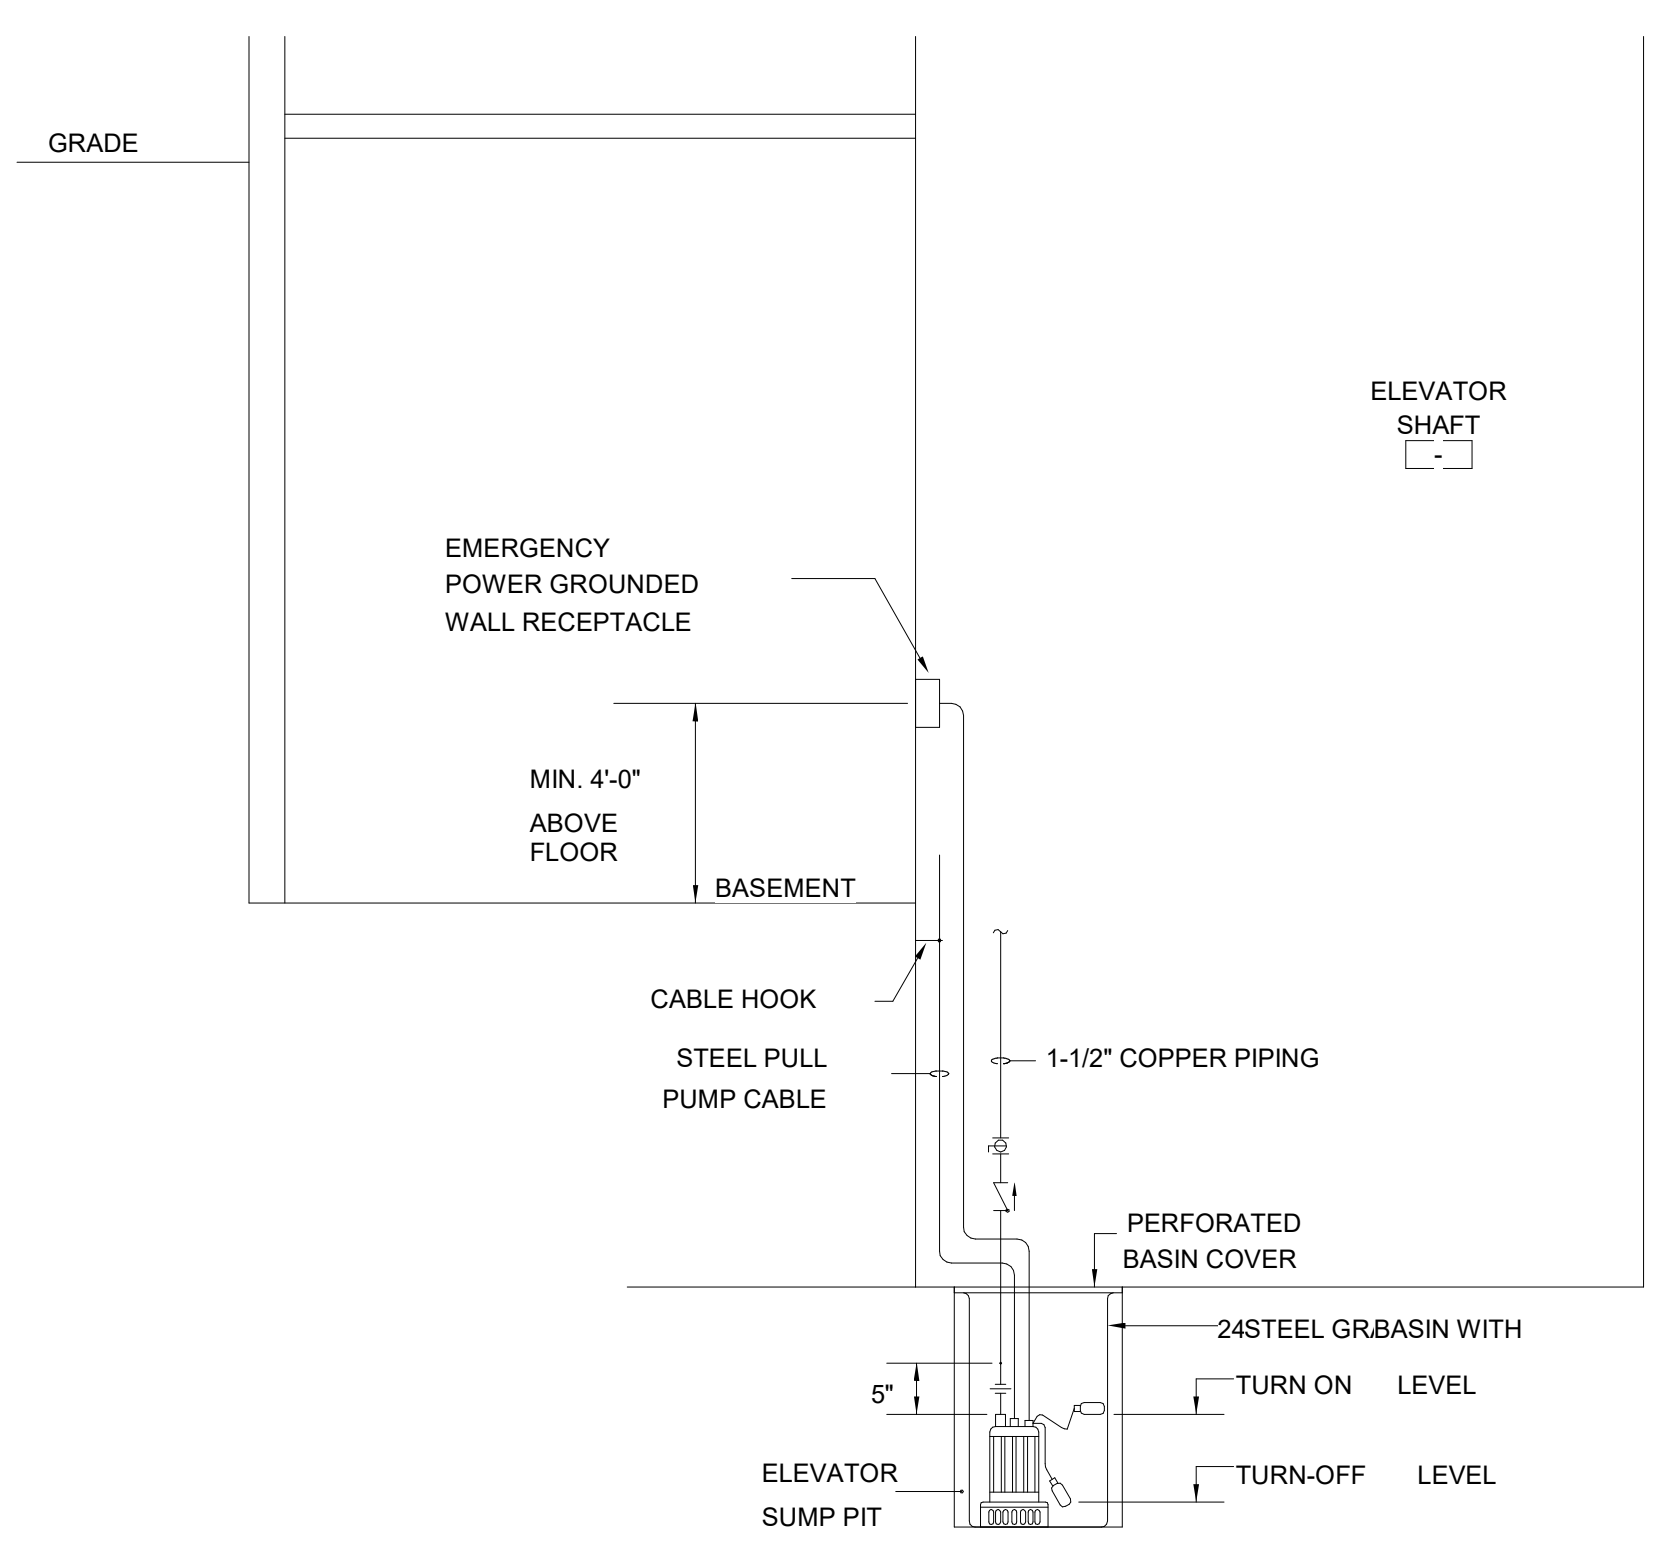 GRADE
ELEVATOR
SHAFT
-
EMERGENCY
POWER GROUNDED
WALL RECEPTACLE
MIN. 4'-0"
ABOVE
FLOOR
BASEMENT
CABLE HOOK
STEEL PULL
PUMP CABLE
1-1/2" COPPER PIPING
PERFORATED
BASIN COVER
24STEEL GR BASIN WITH
5"
TURN ON LEVEL
TURN-OFF LEVEL
ELEVATOR
SUMP PIT